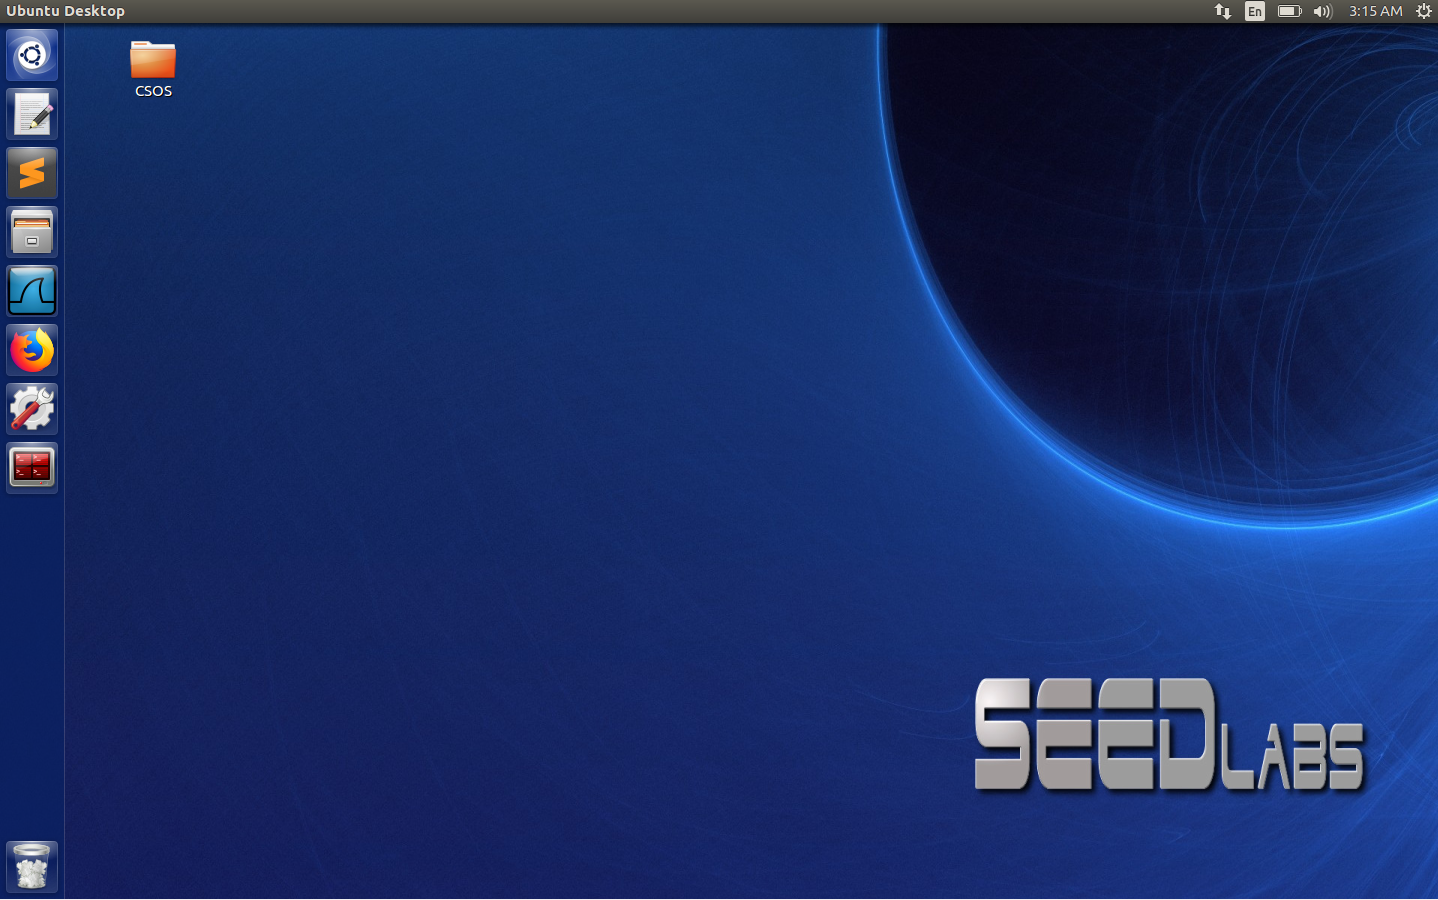 Ubuntu Desktop
En
3:15 AM
CSOS
SEEDLABS